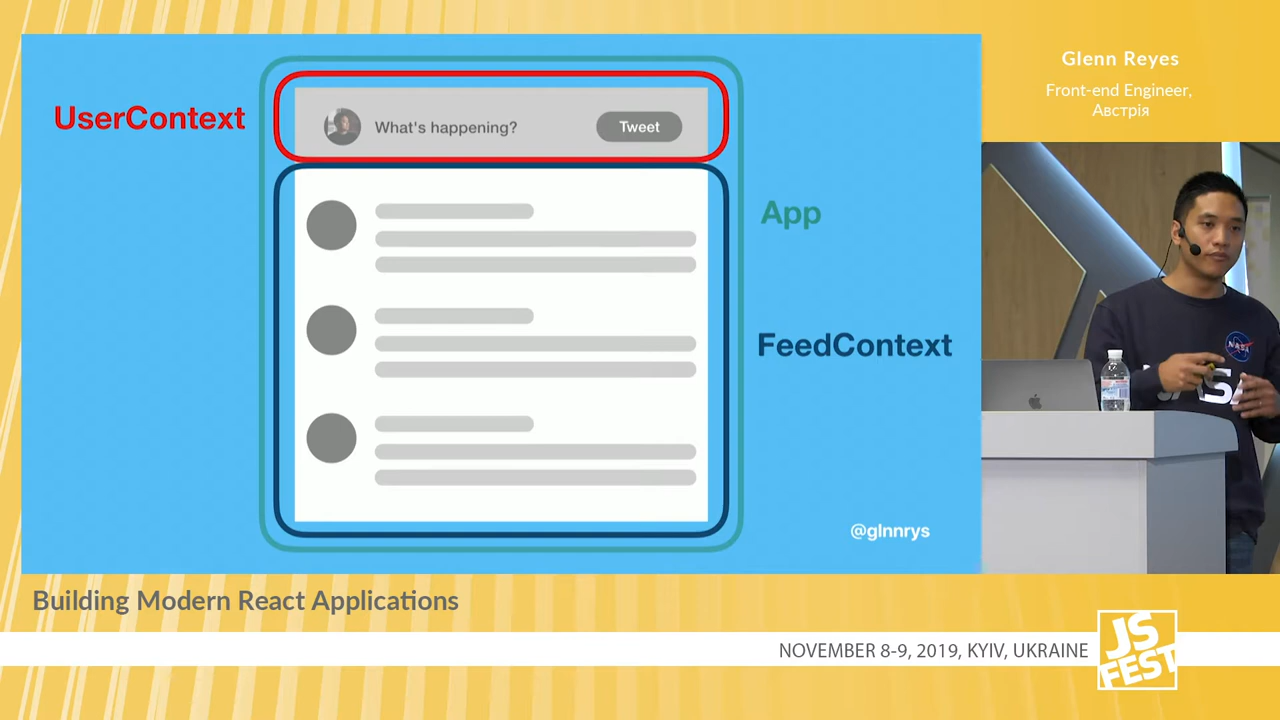 Glenn Reyes
Front-end Engineer,
Австрія
UserContext
What's happening?
Tweet
App
FeedContext
@glnnrys
NASA
Building Modern React Applications
NOVEMBER 8-9, 2019, KYIV, UKRAINE
JS
FEST